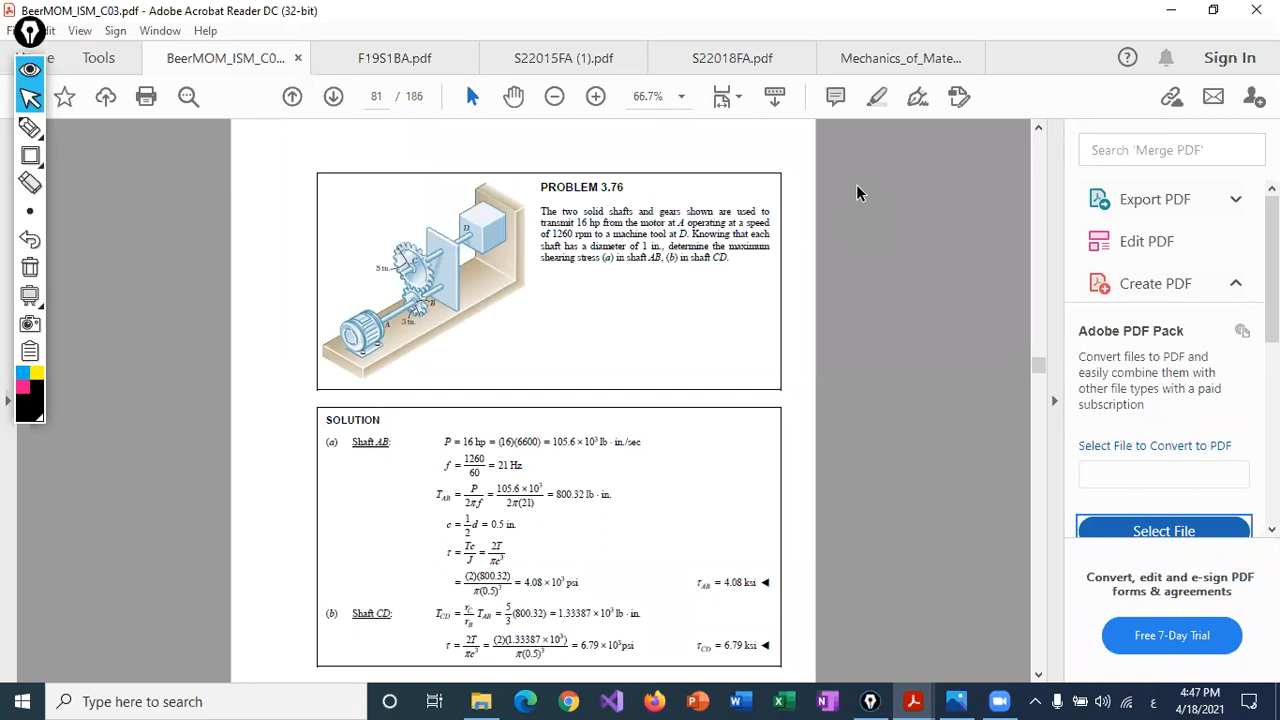 BeerMOM_ISM_C03.pdf - Adobe Acrobat Reader DC (32-bit)
View Sign Window Help
Tools BeerMOM_ISM_C0... × F19S1BA.pdf S22015FA (1).pdf S22018FA.pdf Mechanics_of_Mate... Sign In
81 / 186 66.7%
PROBLEM 3.76
The two solid shafts and gears shown are used to
transmit 16 hp from the motor at A operating at a speed
of 1260 rpm to a machine tool at D. Knowing that each
shaft has a diameter of 1 in., determine the maximum
shearing stress (a) in shaft AB, (b) in shaft CD.
D
5 in.
B
A
3 in.
SOLUTION
(a) Shaft AB: P = 16 hp = (16)(6600) = 105.6 × 10³ lb · in./sec
f = 1260/60 = 21 Hz
T_AB = P/2πf = 105.6 × 10³/2π(21) = 800.32 lb · in.
c = 1/2 d = 0.5 in.
τ = Tc/J = 2T/πc³
= (2)(800.32)/π(0.5)³ = 4.08 × 10³ psi τ_AB = 4.08 ksi ◀
(b) Shaft CD: T_CD = r_C/r_B T_AB = 5/3 (800.32) = 1.33387 × 10³ lb · in.
τ = 2T/πc³ = (2)(1.33387 × 10³)/π(0.5)³ = 6.79 × 10³ psi τ_CD = 6.79 ksi ◀
Search 'Merge PDF'
Export PDF
Edit PDF
Create PDF
Adobe PDF Pack
Convert files to PDF and
easily combine them with
other file types with a paid
subscription
Select File to Convert to PDF
Select File
Convert, edit and e-sign PDF
forms & agreements
Free 7-Day Trial
Type here to search
ع
4:47 PM
4/18/2021